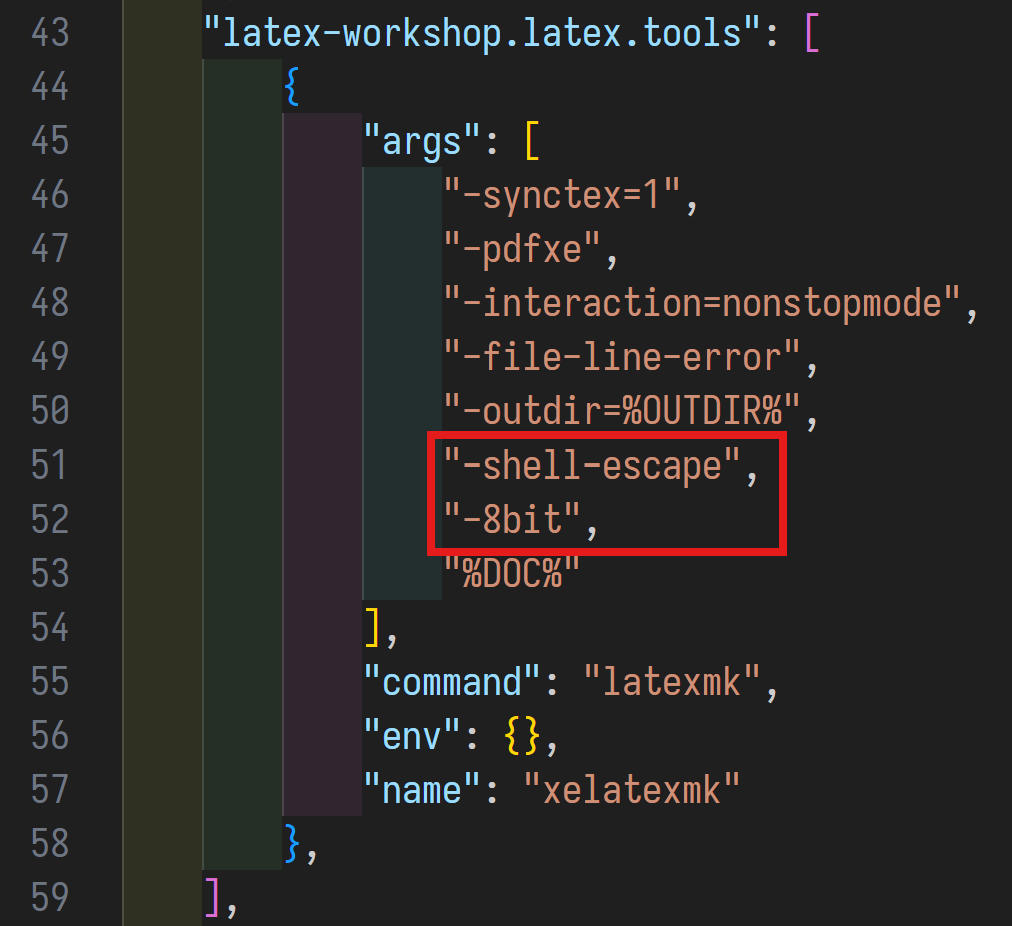 43 "latex-workshop.latex.tools": [
44 {
45 "args": [
46 "-synctex=1",
47 "-pdfxe",
48 "-interaction=nonstopmode",
49 "-file-line-error",
50 "-outdir=%OUTDIR%",
51 "-shell-escape",
52 "-8bit",
53 "%DOC%"
54 ],
55 "command": "latexmk",
56 "env": {},
57 "name": "xelatexmk"
58 },
59 ],